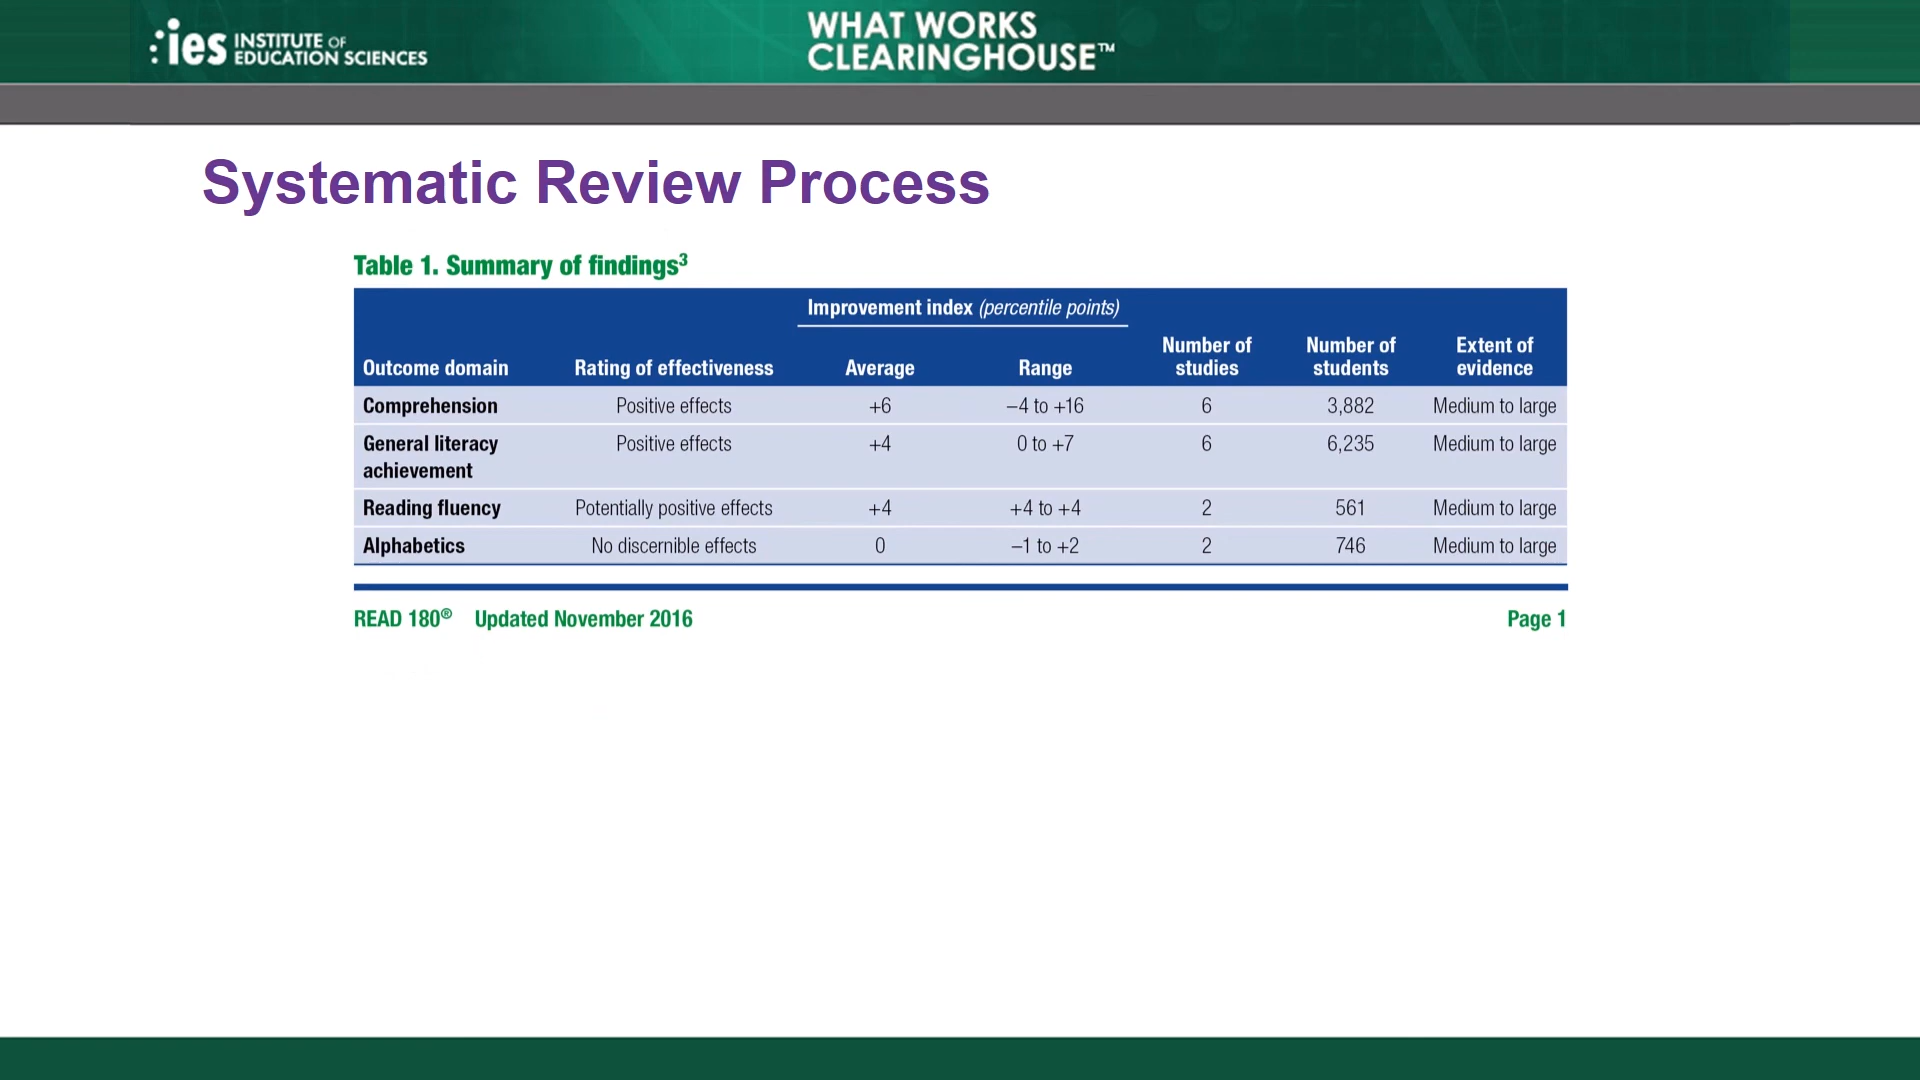 ies INSTITUTE OF
EDUCATION SCIENCES
WHAT WORKS
CLEARINGHOUSE™
Systematic Review Process
Table 1. Summary of findings³
Improvement index (percentile points)
Outcome domain Rating of effectiveness Average Range Number of studies Number of students Extent of evidence
Comprehension Positive effects +6 –4 to +16 6 3,882 Medium to large
General literacy achievement Positive effects +4 0 to +7 6 6,235 Medium to large
Reading fluency Potentially positive effects +4 +4 to +4 2 561 Medium to large
Alphabetics No discernible effects 0 –1 to +2 2 746 Medium to large
READ 180® Updated November 2016 Page 1